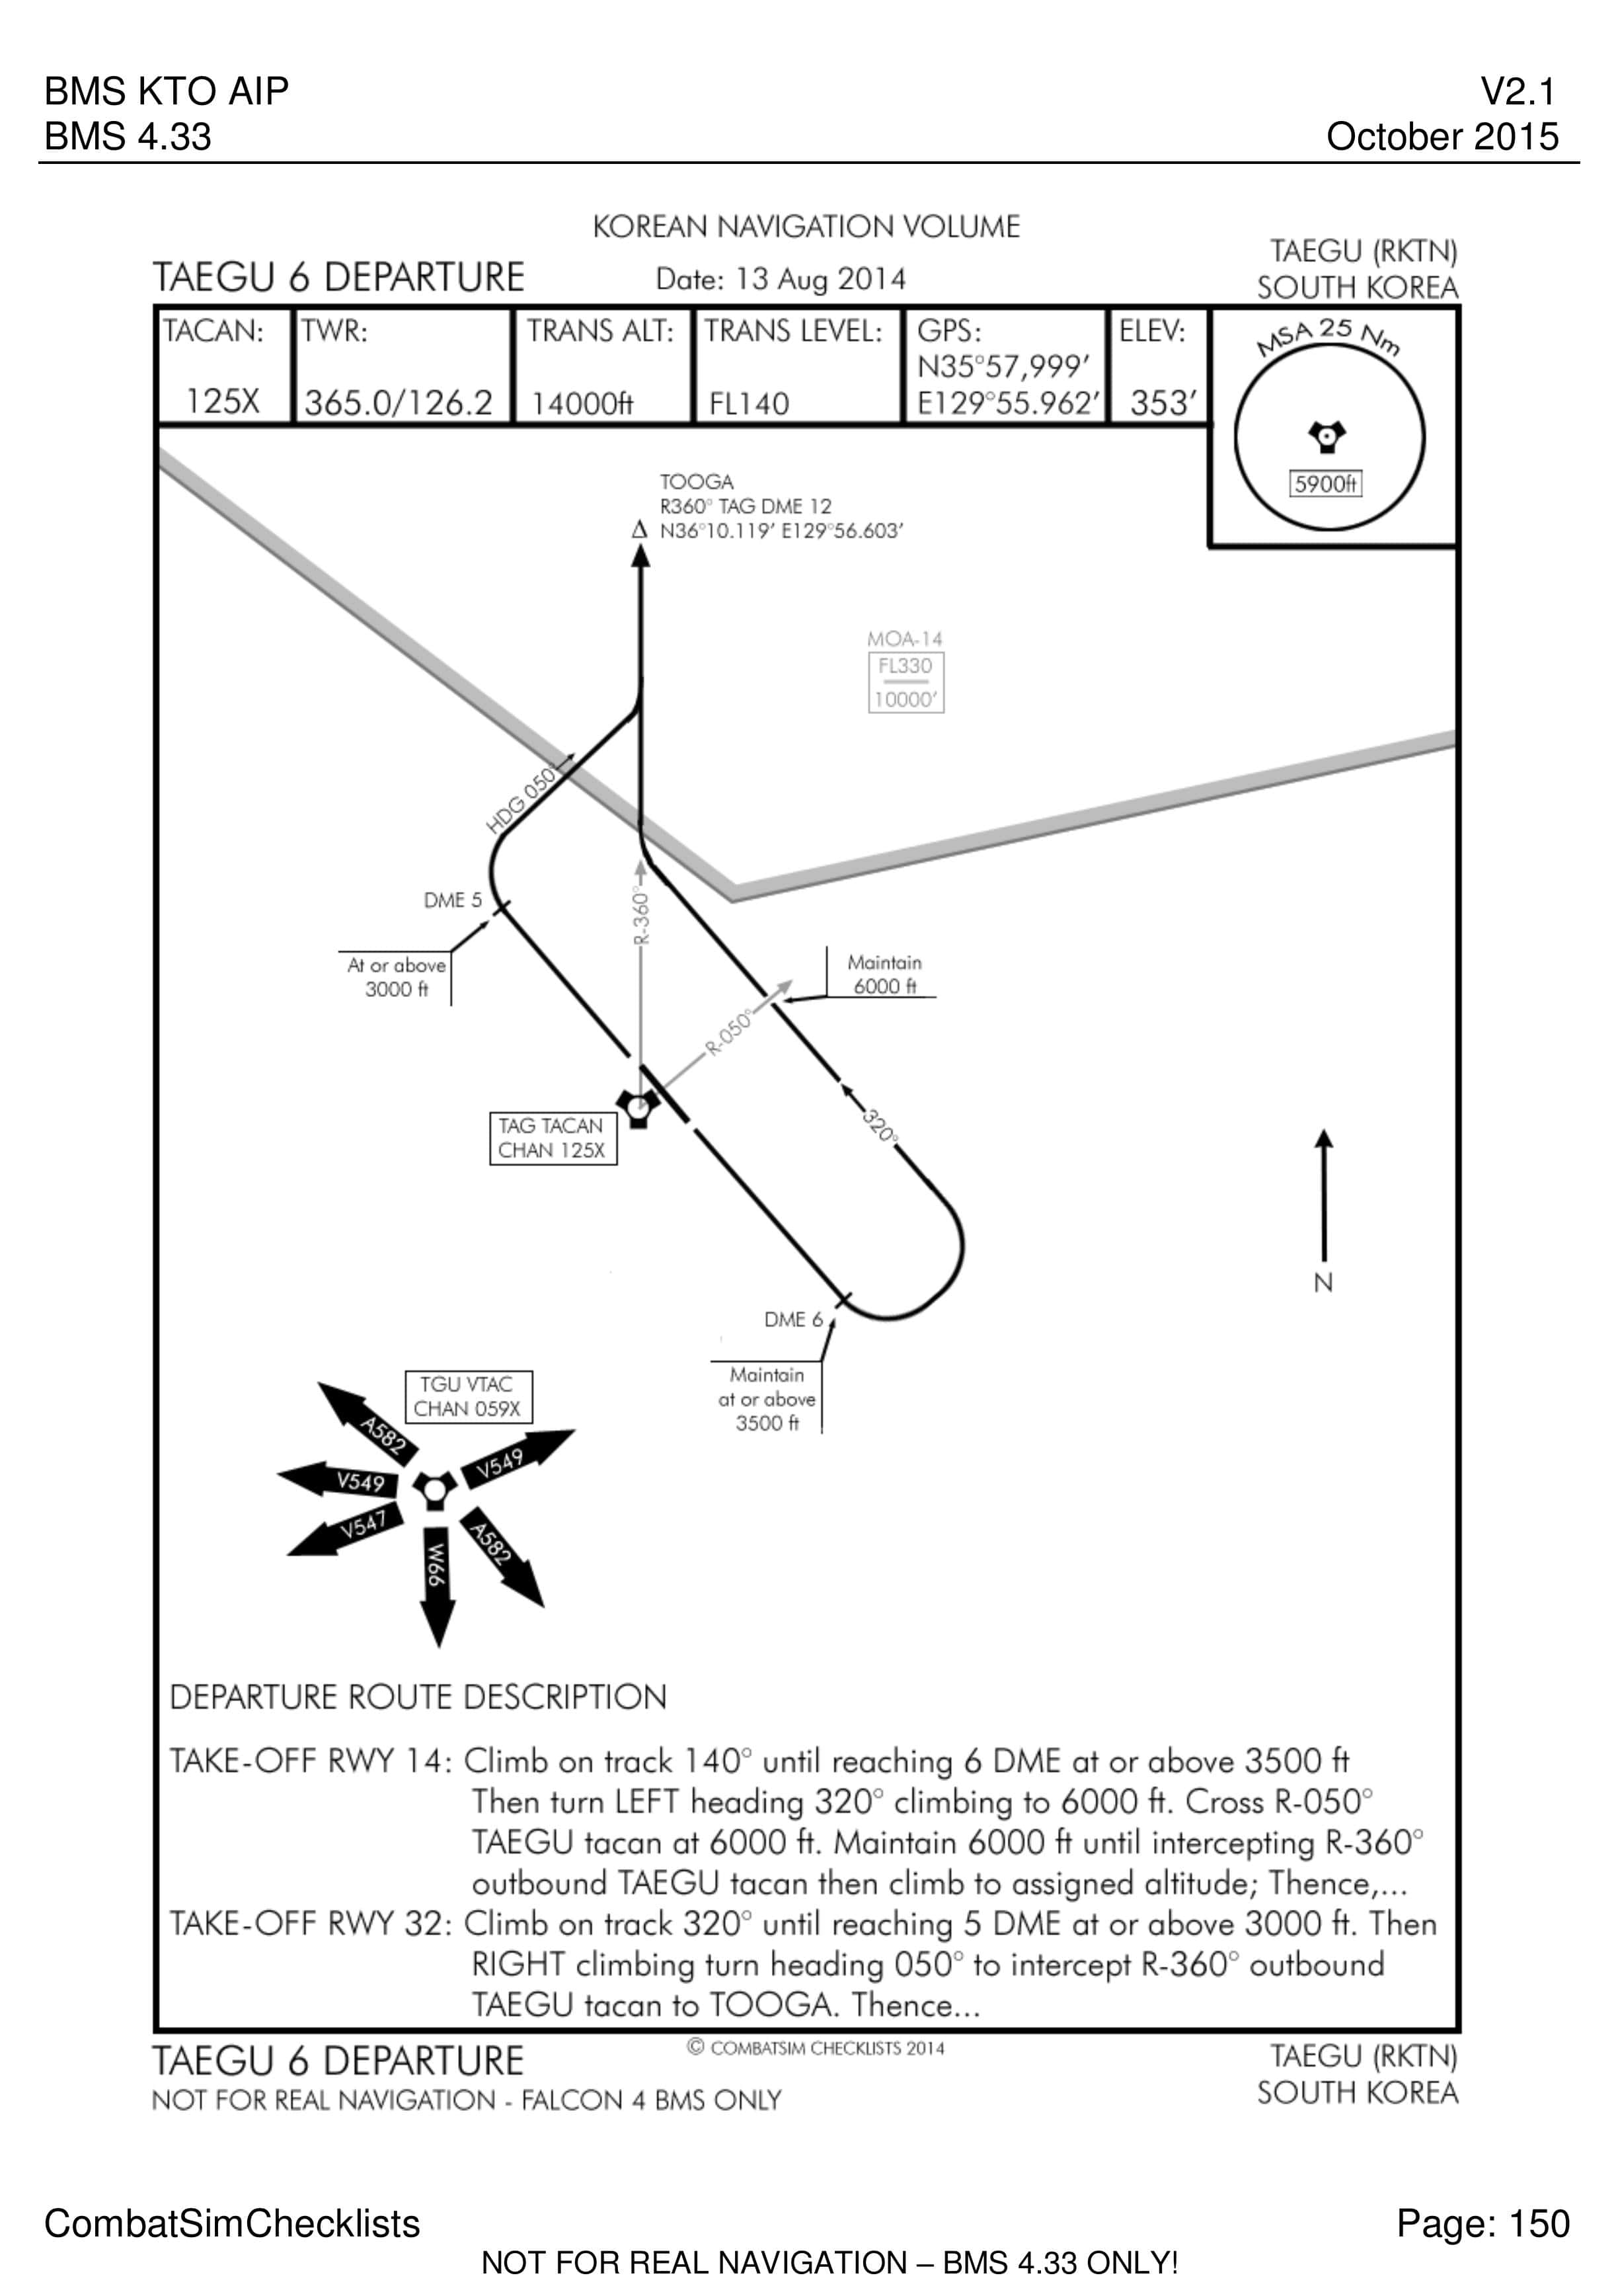 BMS KTO AIP
V2.1
BMS 4.33
October 2015
KOREAN NAVIGATION VOLUME
TAEGU 6 DEPARTURE
Date: 13 Aug 2014
TAEGU (RKTN)
SOUTH KOREA
TACAN:
125X
TWR:
365.0/126.2
TRANS ALT:
14000ft
TRANS LEVEL:
FL140
GPS:
N35°57,999’
E129°55.962’
ELEV:
353’
MSA 25 Nm
5900ft
TOOGA
R360° TAG DME 12
N36°10.119’ E129°56.603’
MOA-14
FL330
10000’
HDG 050°
DME 5
At or above
3000 ft
R-360°
Maintain
6000 ft
R-050°
TAG TACAN
CHAN 125X
320°
N
DME 6
Maintain
at or above
3500 ft
TGU VTAC
CHAN 059X
A582
V549
V549
V547
W66
A582
DEPARTURE ROUTE DESCRIPTION
TAKE-OFF RWY 14: Climb on track 140° until reaching 6 DME at or above 3500 ft
Then turn LEFT heading 320° climbing to 6000 ft. Cross R-050°
TAEGU tacan at 6000 ft. Maintain 6000 ft until intercepting R-360°
outbound TAEGU tacan then climb to assigned altitude; Thence,...
TAKE-OFF RWY 32: Climb on track 320° until reaching 5 DME at or above 3000 ft. Then
RIGHT climbing turn heading 050° to intercept R-360° outbound
TAEGU tacan to TOOGA. Thence...
TAEGU 6 DEPARTURE
© COMBATSIM CHECKLISTS 2014
TAEGU (RKTN)
NOT FOR REAL NAVIGATION - FALCON 4 BMS ONLY
SOUTH KOREA
CombatSimChecklists
Page: 150
NOT FOR REAL NAVIGATION – BMS 4.33 ONLY!